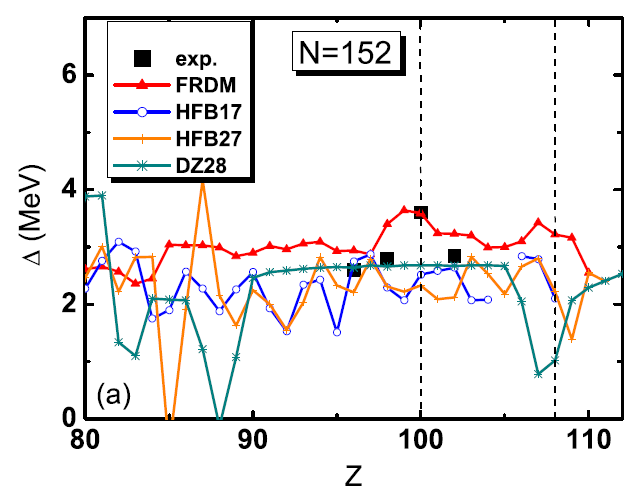 6
4
2
0
Δ (MeV)
exp.
FRDM
HFB17
HFB27
DZ28
N=152
(a)
80
90
100
110
Z